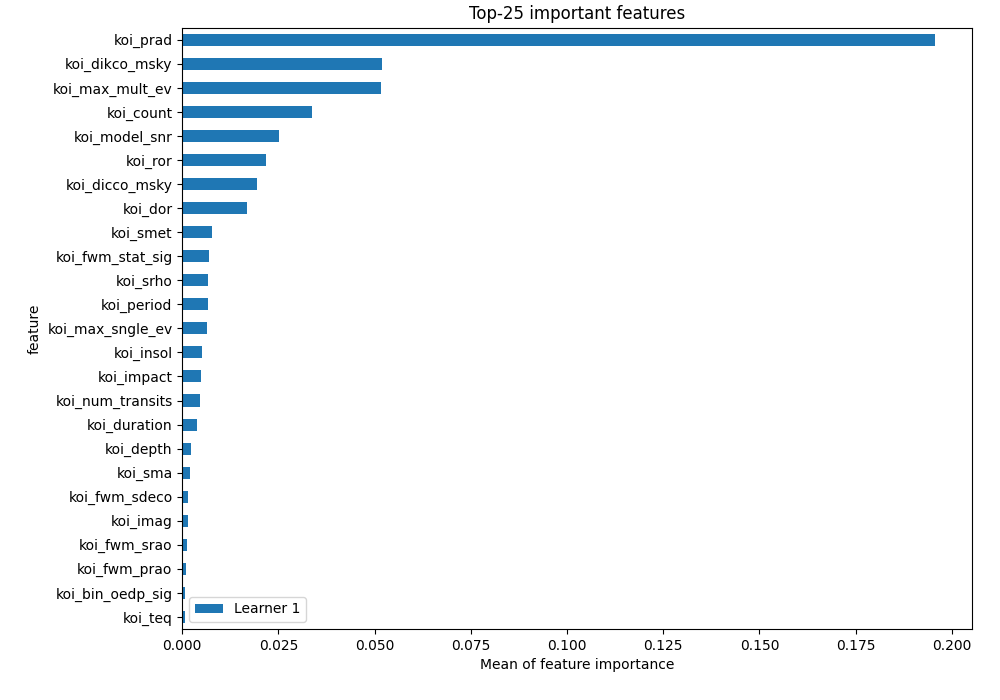 Top-25 important features
koi_prad
koi_dikco_msky
koi_max_mult_ev
koi_count
koi_model_snr
koi_ror
koi_dicco_msky
koi_dor
koi_smet
koi_fwm_stat_sig
koi_srho
koi_period
koi_max_sngle_ev
koi_insol
koi_impact
koi_num_transits
koi_duration
koi_depth
koi_sma
koi_fwm_sdeco
koi_imag
koi_fwm_srao
koi_fwm_prao
koi_bin_oedp_sig
koi_teq
feature
Learner 1
0.000 0.025 0.050 0.075 0.100 0.125 0.150 0.175 0.200
Mean of feature importance